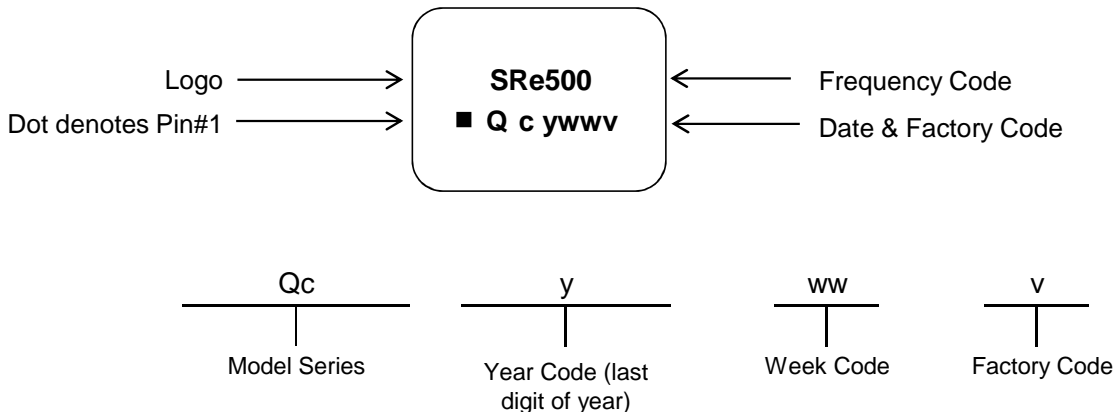 Logo
SRe500
Frequency Code
Dot denotes Pin#1
■ Q c ywwv
Date & Factory Code
Qc
y
ww
v
Model Series
Year Code (last
digit of year)
Week Code
Factory Code